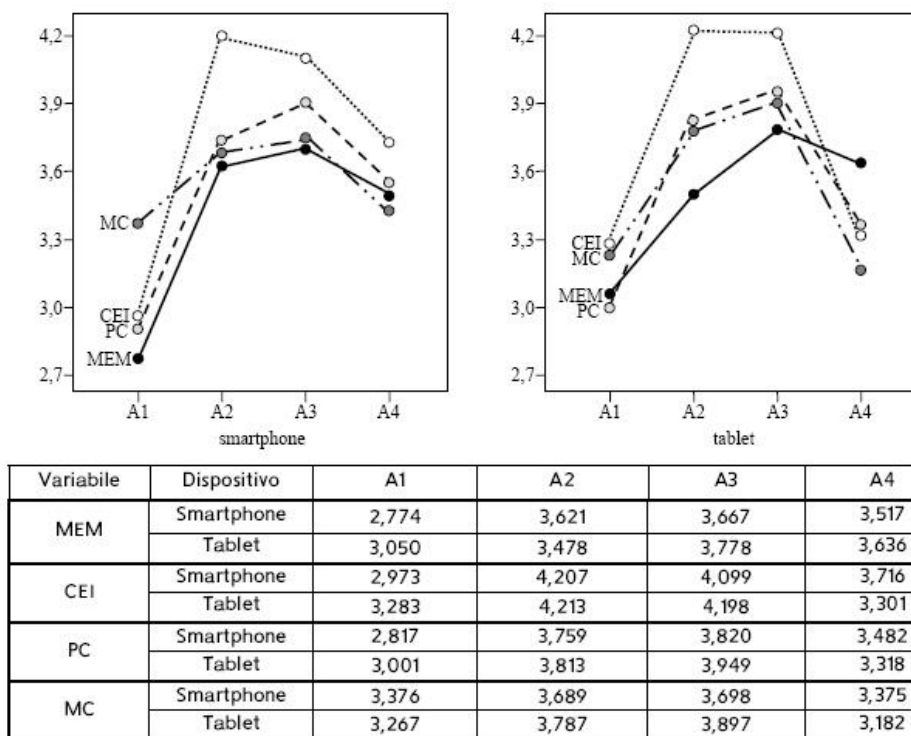 4,2
3,9
3,6
3,3
3,0
2,7
MC
CEI
PC
MEM
A1 A2 A3 A4
smartphone
4,2
3,9
3,6
3,3
3,0
2,7
CEI
MC
MEM
PC
A1 A2 A3 A4
tablet
Variabile Dispositivo A1 A2 A3 A4
MEM Smartphone 2,774 3,621 3,667 3,517
Tablet 3,050 3,478 3,778 3,636
CEI Smartphone 2,973 4,207 4,099 3,716
Tablet 3,283 4,213 4,198 3,301
PC Smartphone 2,817 3,759 3,820 3,482
Tablet 3,001 3,813 3,949 3,318
MC Smartphone 3,376 3,689 3,698 3,375
Tablet 3,267 3,787 3,897 3,182